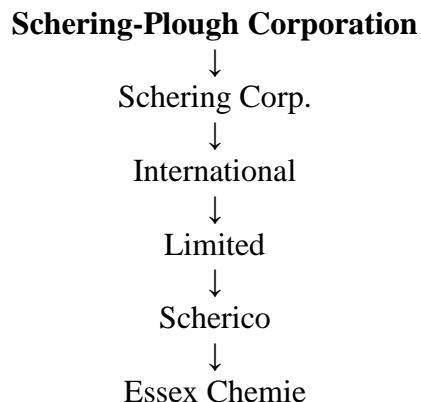 Schering-Plough Corporation
↓
Schering Corp.
↓
International
↓
Limited
↓
Scherico
↓
Essex Chemie